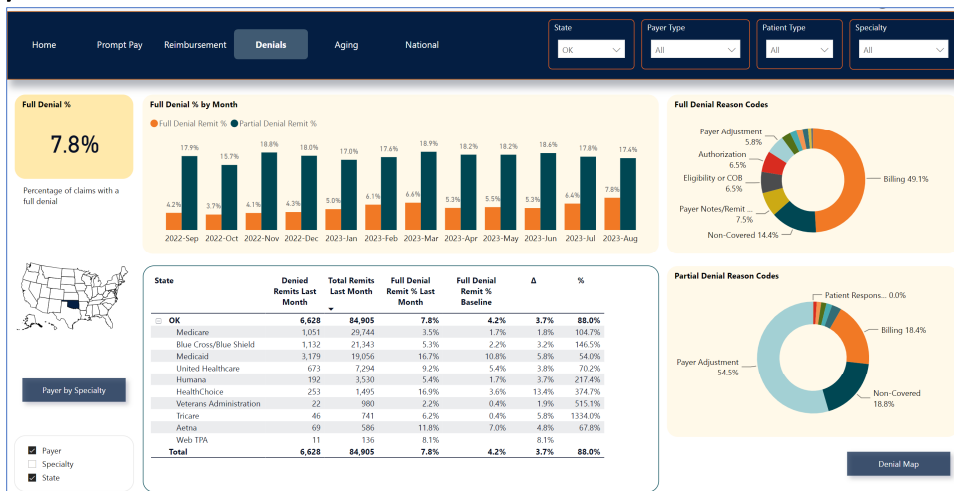 Home Prompt Pay Reimbursement Denials Aging National
State Payer Type Patient Type Specialty
OK All All All
Full Denial %
7.8%
Percentage of claims with a
full denial
Full Denial % by Month
Full Denial Remit % Partial Denial Remit %
17.9% 15.7% 18.8% 18.0% 17.0% 17.6% 18.9% 18.2% 18.2% 18.6% 17.8% 17.4%
4.2% 3.7% 4.1% 4.3% 5.0% 6.1% 6.6% 5.3% 5.5% 5.3% 6.4% 7.8%
2022-Sep 2022-Oct 2022-Nov 2022-Dec 2023-Jan 2023-Feb 2023-Mar 2023-Apr 2023-May 2023-Jun 2023-Jul 2023-Aug
Full Denial Reason Codes
Payer Adjustment
5.8%
Authorization
6.5%
Eligibility or COB
6.5%
Payer Notes/Remit ...
7.5%
Non-Covered 14.4%
Billing 49.1%
Payer by Specialty
Payer
Specialty
State
State Denied Total Remits Full Denial Full Denial Δ %
Remits Last Last Month Remit % Last Remit %
Month Month Baseline
OK 6,628 84,905 7.8% 4.2% 3.7% 88.0%
Medicare 1,051 29,744 3.5% 1.7% 1.8% 104.7%
Blue Cross/Blue Shield 1,132 21,343 5.3% 2.2% 3.2% 146.5%
Medicaid 3,179 19,056 16.7% 10.8% 5.8% 54.0%
United Healthcare 673 7,294 9.2% 5.4% 3.8% 70.2%
Humana 192 3,530 5.4% 1.7% 3.7% 217.4%
HealthChoice 253 1,495 16.9% 3.6% 13.4% 374.7%
Veterans Administration 22 980 2.2% 0.4% 1.9% 515.1%
Tricare 46 741 6.2% 0.4% 5.8% 1334.0%
Aetna 69 586 11.8% 7.0% 4.8% 67.8%
Web TPA 11 136 8.1% 8.1%
Total 6,628 84,905 7.8% 4.2% 3.7% 88.0%
Partial Denial Reason Codes
Patient Respons... 0.0%
Billing 18.4%
Payer Adjustment
54.5%
Non-Covered
18.8%
Denial Map